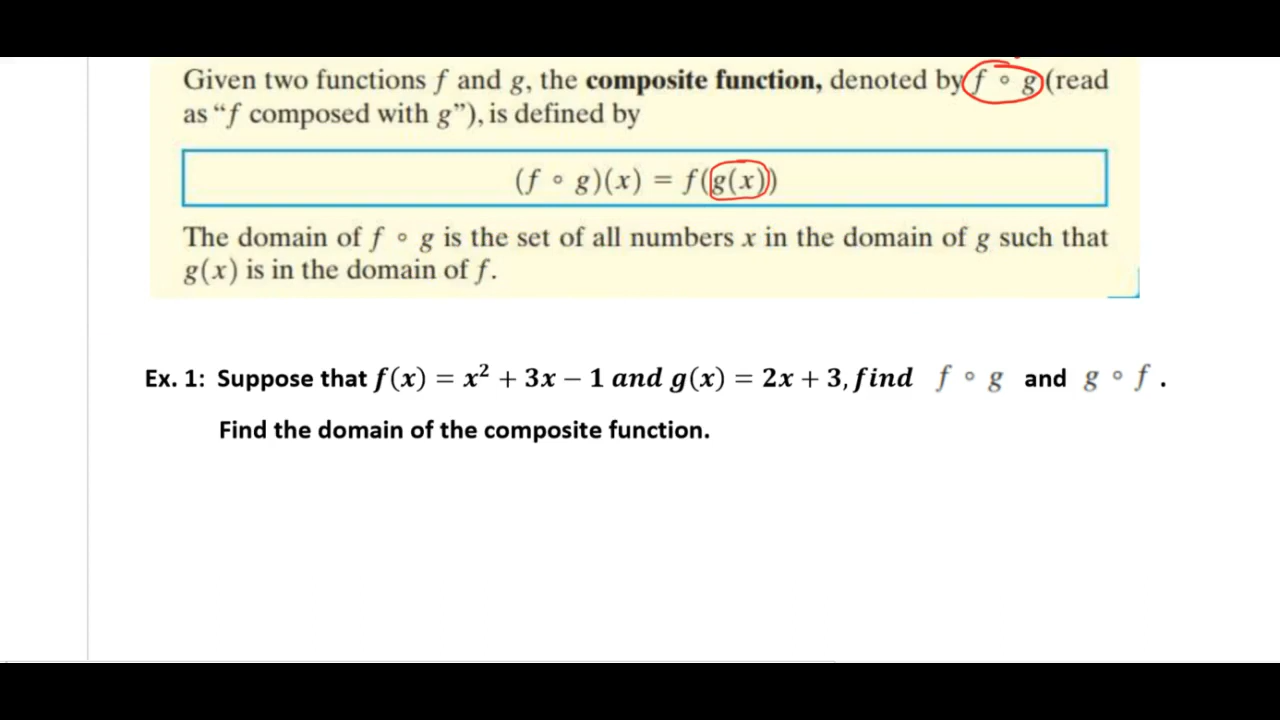 Given two functions f and g, the composite function, denoted by f ∘ g (read
as “f composed with g”), is defined by
(f ∘ g)(x) = f(g(x))
The domain of f ∘ g is the set of all numbers x in the domain of g such that
g(x) is in the domain of f.
Ex. 1: Suppose that f(x) = x² + 3x − 1 and g(x) = 2x + 3, find f ∘ g and g ∘ f .
Find the domain of the composite function.